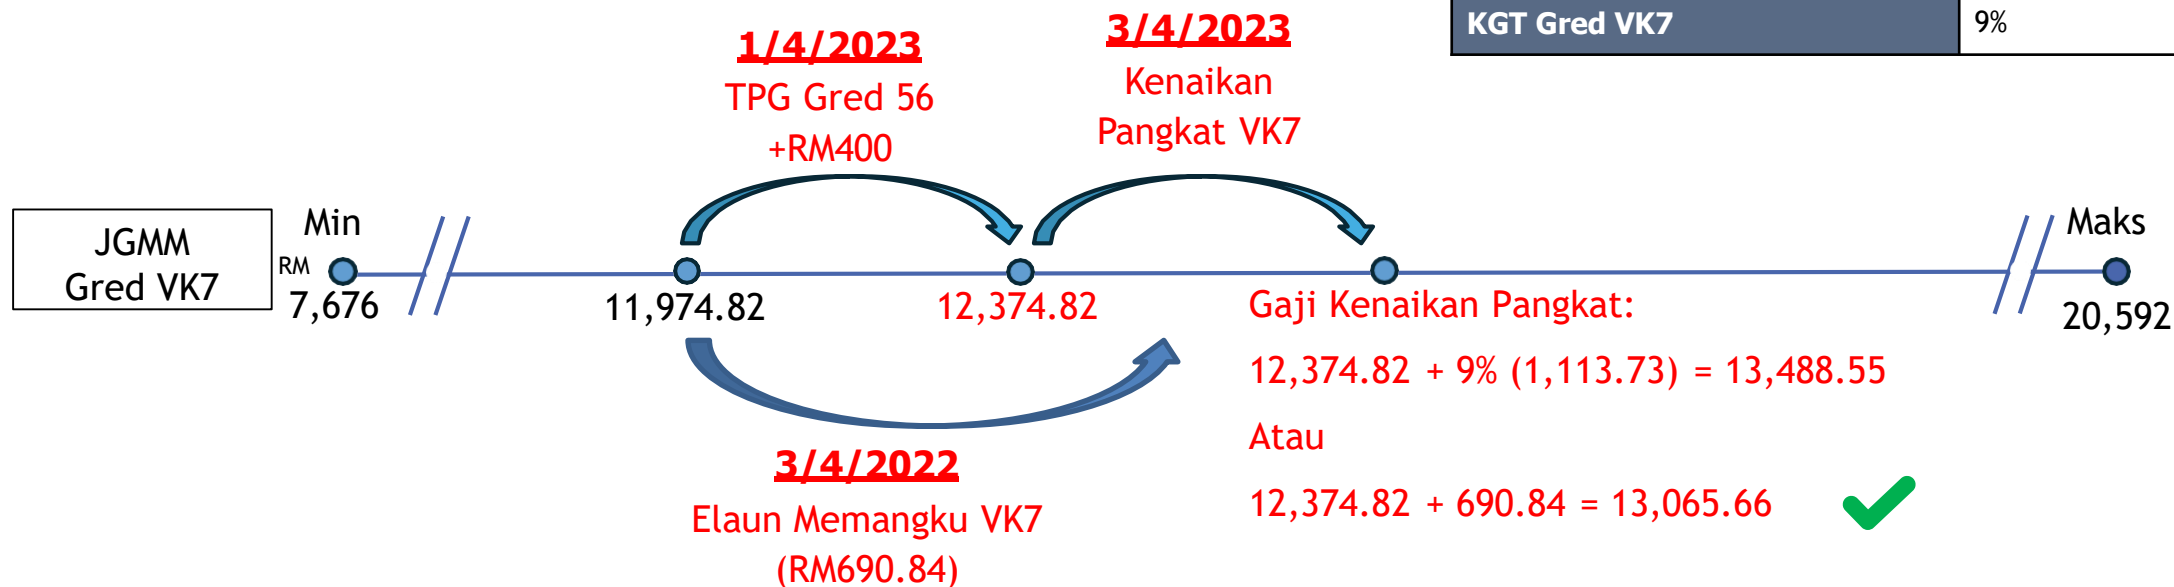 KGT Gred VK7 9%
1/4/2023
TPG Gred 56
+RM400
3/4/2023
Kenaikan
Pangkat VK7
JGMM
Gred VK7
Min
RM
7,676
11,974.82
12,374.82
Maks
20,592
Gaji Kenaikan Pangkat:
12,374.82 + 9% (1,113.73) = 13,488.55
Atau
12,374.82 + 690.84 = 13,065.66
3/4/2022
Elaun Memangku VK7
(RM690.84)